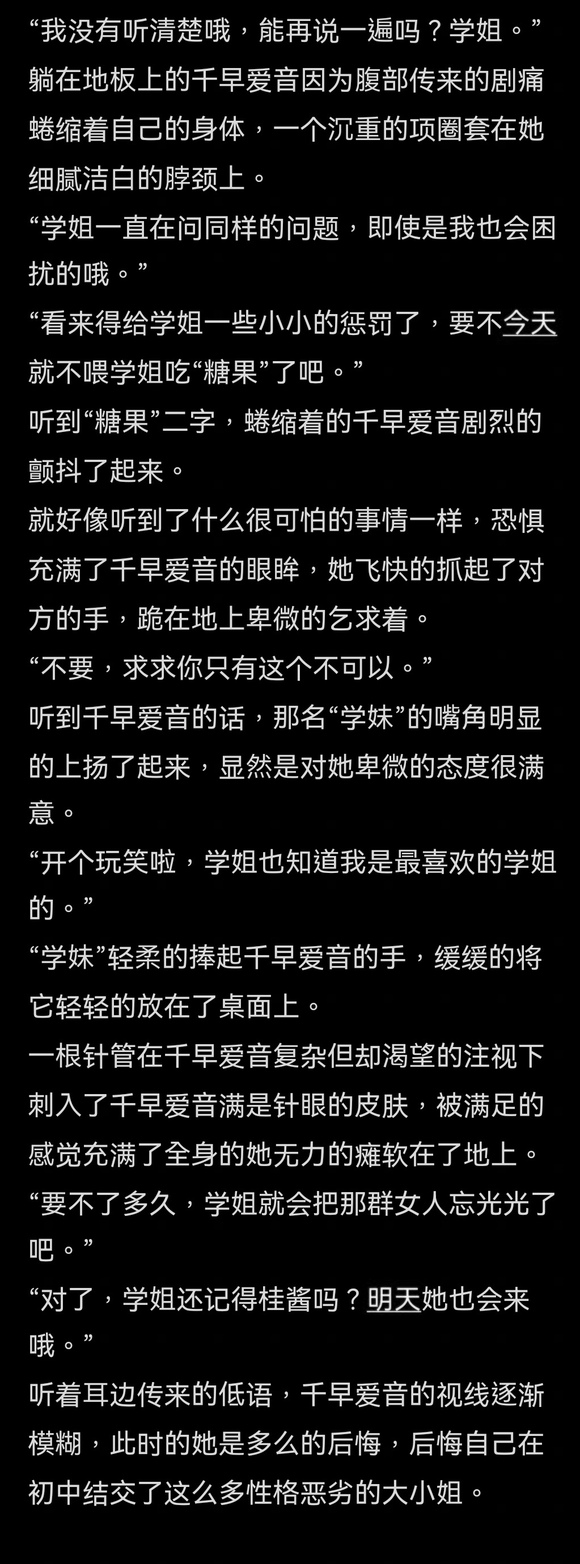 “我没有听清楚哦，能再说一遍吗？学姐。”
躺在地板上的千早爱音因为腹部传来的剧痛
蜷缩着自己的身体，一个沉重的项圈套在她
细腻洁白的脖颈上。
“学姐一直在问同样的问题，即使是我也会困
扰的哦。”
“看来得给学姐一些小小的惩罚了，要不今天
就不喂学姐吃“糖果”了吧。”
听到“糖果”二字，蜷缩着的千早爱音剧烈的
颤抖了起来。
就好像听到了什么很可怕的事情一样，恐惧
充满了千早爱音的眼眸，她飞快的抓起了对
方的手，跪在地上卑微的乞求着。
“不要，求求你只有这个不可以。”
听到千早爱音的话，那名“学妹”的嘴角明显
的上扬了起来，显然是对她卑微的态度很满
意。
“开个玩笑啦，学姐也知道我是最喜欢的学姐
的。”
“学妹”轻柔的捧起千早爱音的手，缓缓的将
它轻轻的放在了桌面上。
一根针管在千早爱音复杂但却渴望的注视下
刺入了千早爱音满是针眼的皮肤，被满足的
感觉充满了全身的她无力的瘫软在了地上。
“要不了多久，学姐就会把那群女人忘光光了
吧。”
“对了，学姐还记得桂酱吗？明天她也会来
哦。”
听着耳边传来的低语，千早爱音的视线逐渐
模糊，此时的她是多么的后悔，后悔自己在
初中结交了这么多性格恶劣的大小姐。